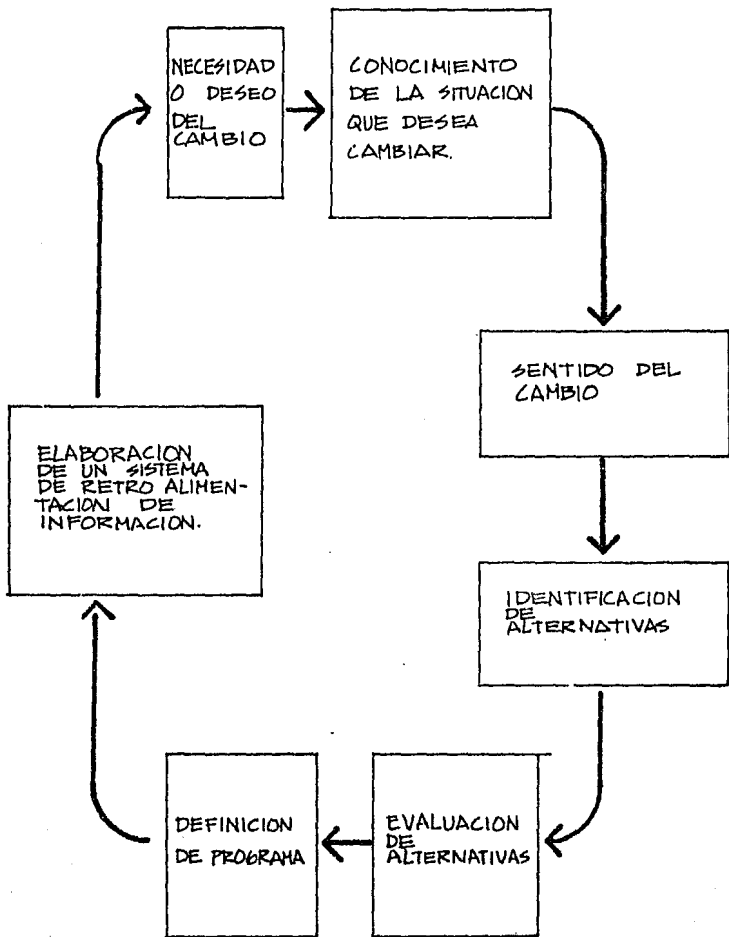 NECESIDAD
O DESEO
DEL
CAMBIO
CONOCIMIENTO
DE LA SITUACION
QUE DESEA
CAMBIAR.
SENTIDO DEL
CAMBIO
IDENTIFICACION
DE
ALTERNATIVAS
EVALUACION
DE
ALTERNATIVAS
DEFINICION
DE PROGRAMA
ELABORACION
DE UN SISTEMA
DE RETRO ALIMEN-
TACION DE
INFORMACION.